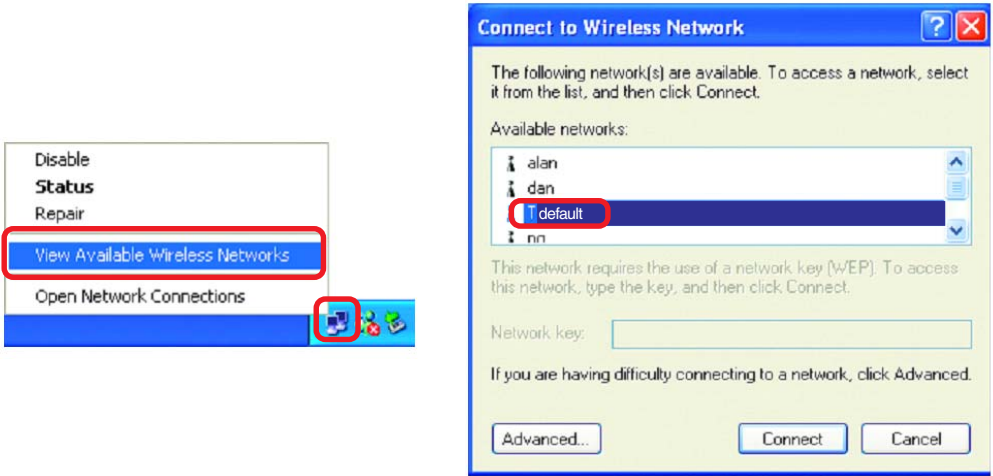 Disable
Status
Repair
View Available Wireless Networks
Open Network Connections
Connect to Wireless Network
The following network(s) are available. To access a network, select
it from the list, and then click Connect.
Available networks:
alan
dan
T default
This network requires the use of a network key (WEP). To access
this network, type the key, and then click Connect.
Network key:
If you are having difficulty connecting to a network, click Advanced.
Advanced...
Connect
Cancel